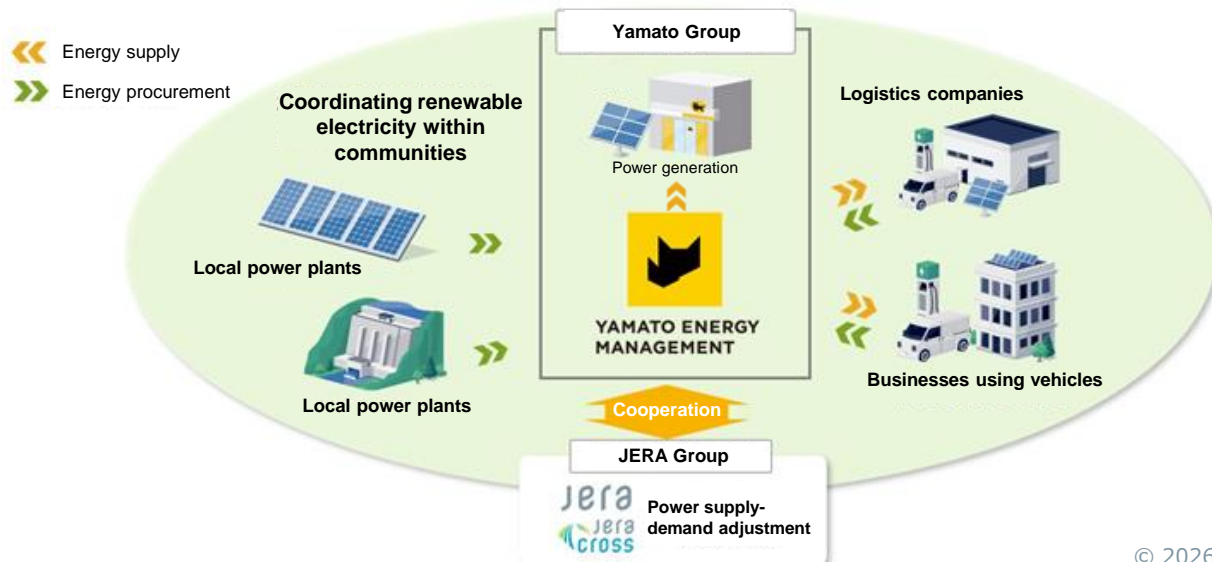 Yamato Group
Energy supply
Energy procurement
Coordinating renewable
electricity within
communities
Power generation
Logistics companies
Local power plants
YAMATO ENERGY
MANAGEMENT
Businesses using vehicles
Local power plants
Cooperation
JERA Group
jera
jera
cross
Power supply-
demand adjustment
© 2026